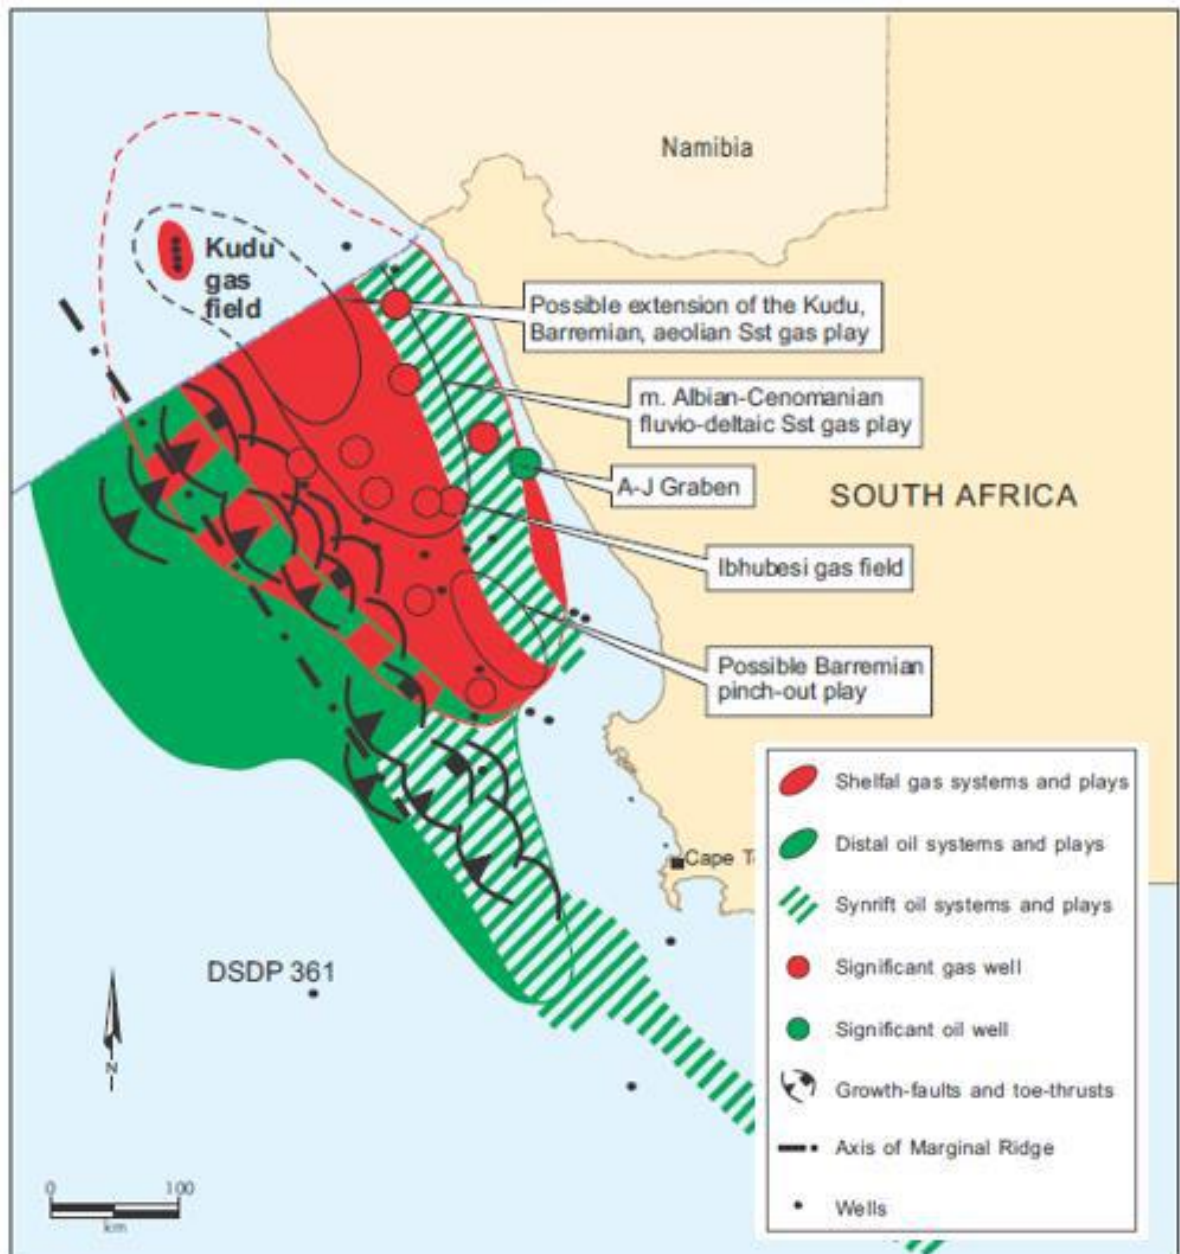 Namibia
Kudu
gas
field
Possible extension of the Kudu,
Barremian, aeolian Sst gas play
m. Albian-Cenomanian
fluvio-deltaic Sst gas play
A-J Graben
SOUTH AFRICA
Ibhubesi gas field
Possible Barremian
pinch-out play
Cape T
DSDP 361
N
0 100
km
Shelfal gas systems and plays
Distal oil systems and plays
Synrift oil systems and plays
Significant gas well
Significant oil well
Growth-faults and toe-thrusts
Axis of Marginal Ridge
Wells